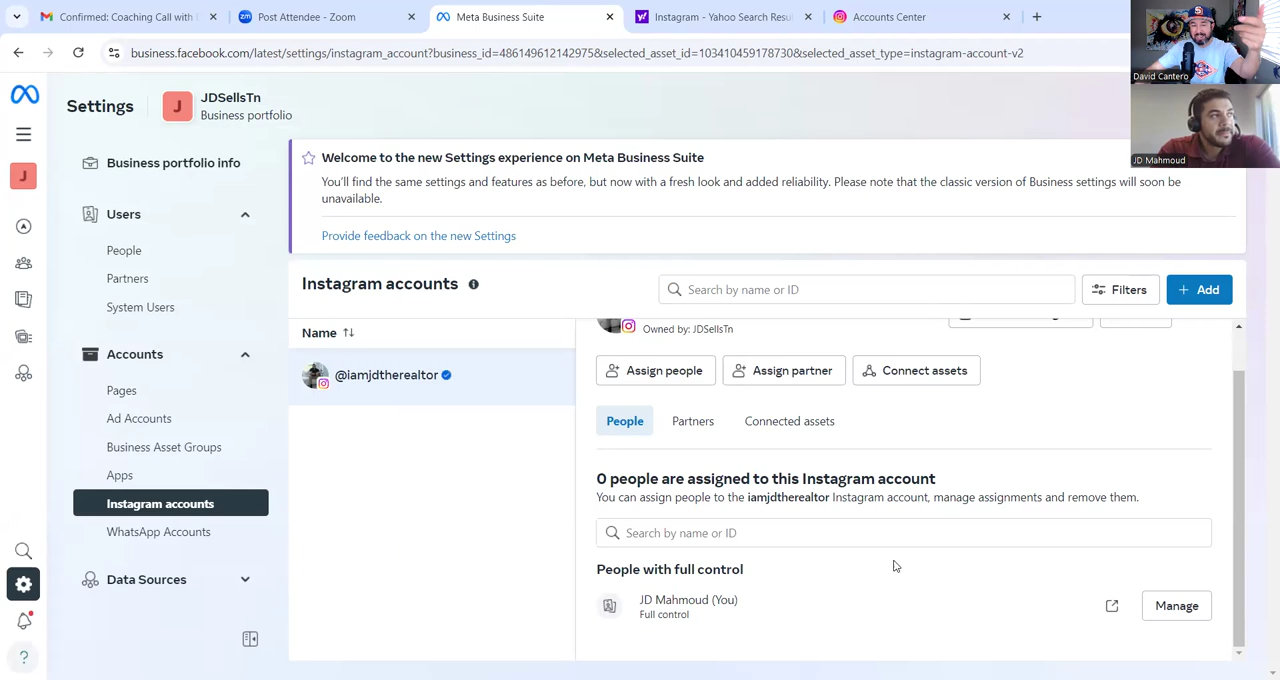 Confirmed: Coaching Call with
Post Attendee - Zoom
Meta Business Suite
Instagram - Yahoo Search Resu
Accounts Center
business.facebook.com/latest/settings/instagram_account?business_id=486149612142975&selected_asset_id=103410459178730&selected_asset_type=instagram-account-v2
David Cantero
JD Mahmoud
Settings
J
JDSellsTn
Business portfolio
J
Business portfolio info
Users
People
Partners
System Users
Accounts
Pages
Ad Accounts
Business Asset Groups
Apps
Instagram accounts
WhatsApp Accounts
Data Sources
Welcome to the new Settings experience on Meta Business Suite
You'll find the same settings and features as before, but now with a fresh look and added reliability. Please note that the classic version of Business settings will soon be
unavailable.
Provide feedback on the new Settings
Instagram accounts
Search by name or ID
Filters
+ Add
Name
@iamjdtherealtor
Owned by: JDSellsTn
Assign people
Assign partner
Connect assets
People
Partners
Connected assets
0 people are assigned to this Instagram account
You can assign people to the iamjdtherealtor Instagram account, manage assignments and remove them.
Search by name or ID
People with full control
JD Mahmoud (You)
Full control
Manage